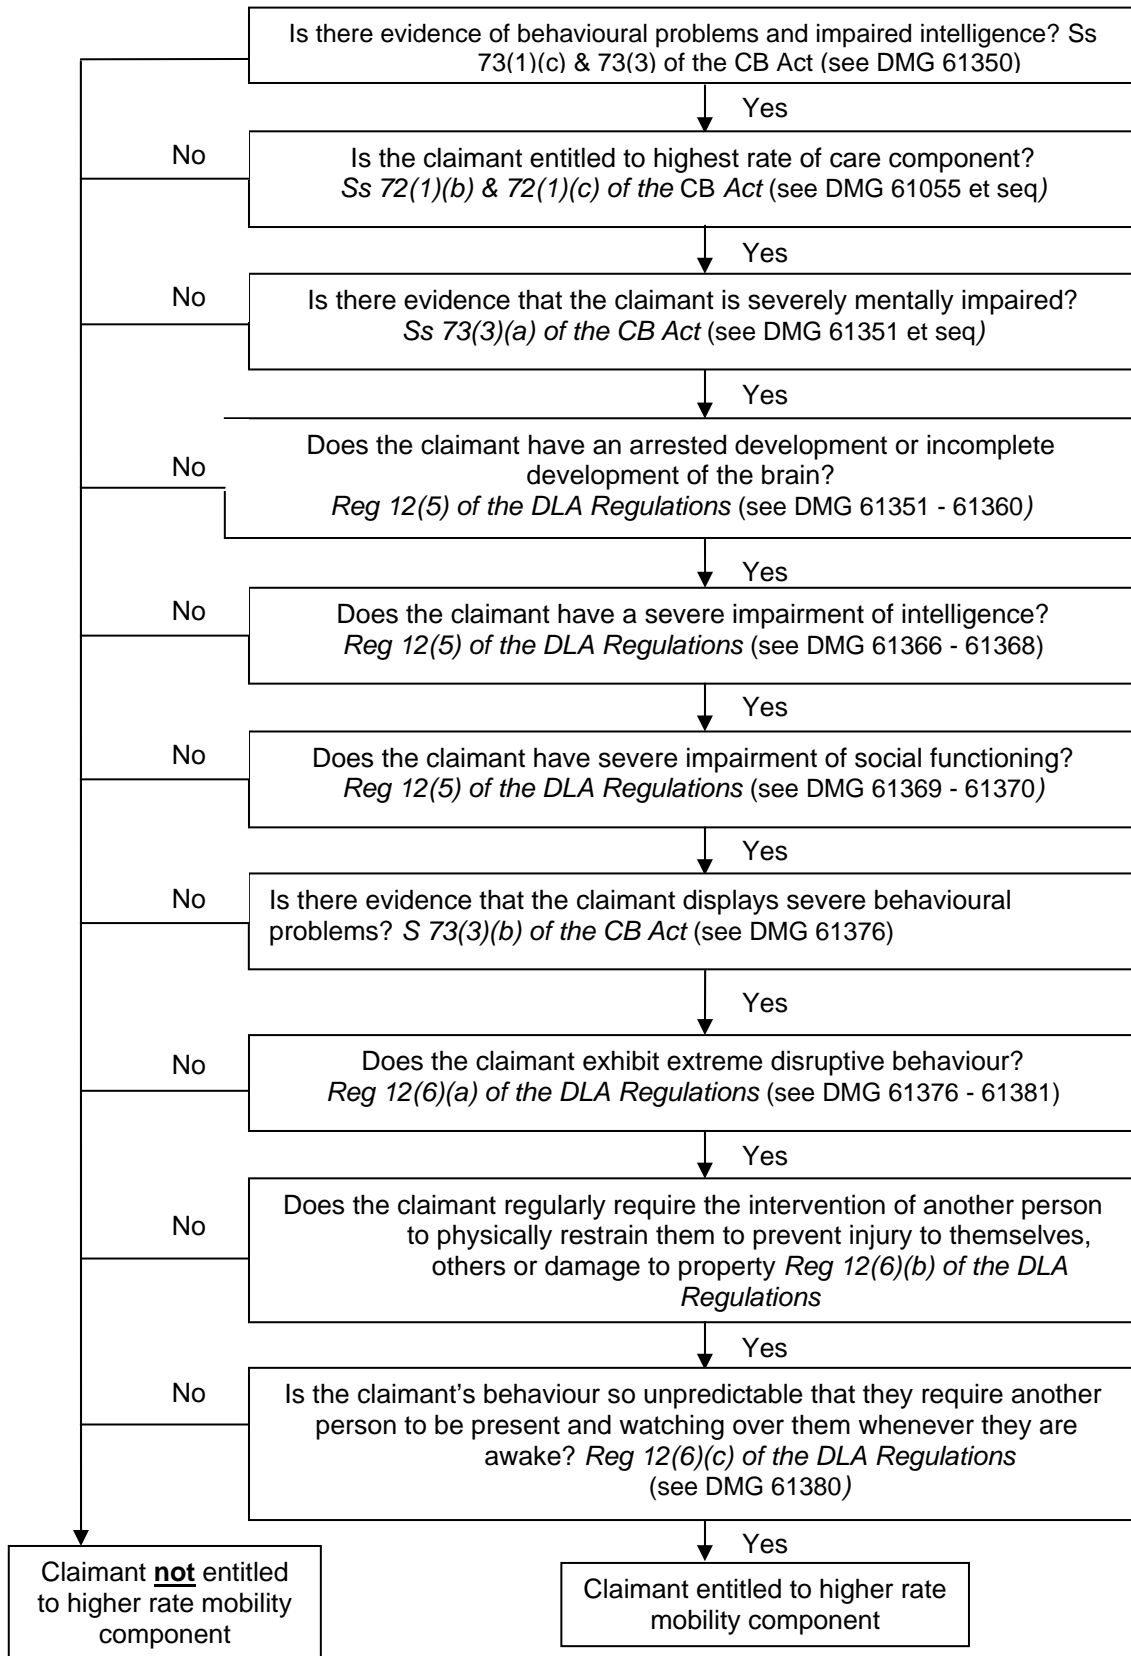 Is there evidence of behavioural problems and impaired intelligence? Ss
73(1)(c) & 73(3) of the CB Act (see DMG 61350)
Yes
No
Is the claimant entitled to highest rate of care component?
Ss 72(1)(b) & 72(1)(c) of the CB Act (see DMG 61055 et seq)
Yes
No
Is there evidence that the claimant is severely mentally impaired?
Ss 73(3)(a) of the CB Act (see DMG 61351 et seq)
Yes
No
Does the claimant have an arrested development or incomplete
development of the brain?
Reg 12(5) of the DLA Regulations (see DMG 61351 - 61360)
Yes
No
Does the claimant have a severe impairment of intelligence?
Reg 12(5) of the DLA Regulations (see DMG 61366 - 61368)
Yes
No
Does the claimant have severe impairment of social functioning?
Reg 12(5) of the DLA Regulations (see DMG 61369 - 61370)
Yes
No
Is there evidence that the claimant displays severe behavioural
problems? S 73(3)(b) of the CB Act (see DMG 61376)
Yes
No
Does the claimant exhibit extreme disruptive behaviour?
Reg 12(6)(a) of the DLA Regulations (see DMG 61376 - 61381)
Yes
No
Does the claimant regularly require the intervention of another person
to physically restrain them to prevent injury to themselves,
others or damage to property Reg 12(6)(b) of the DLA
Regulations
Yes
No
Is the claimant's behaviour so unpredictable that they require another
person to be present and watching over them whenever they are
awake? Reg 12(6)(c) of the DLA Regulations
(see DMG 61380)
Yes
Claimant not entitled
to higher rate mobility
component
Claimant entitled to higher rate
mobility component